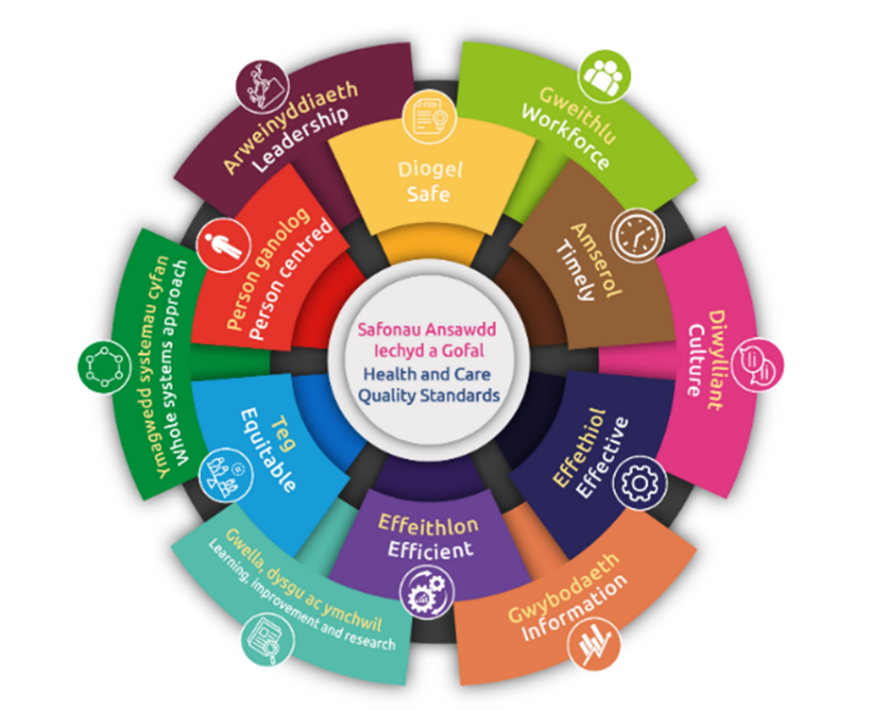 Safonau Ansawdd
Iechyd a Gofal
Health and Care
Quality Standards
Diogel
Safe
Amserol
Timely
Effethiol
Effective
Effeithlon
Efficient
Teg
Equitable
Person ganolog
Person centred
Arweinyddiaeth
Leadership
Gweithlu
Workforce
Diwylliant
Culture
Gwybodaeth
Information
Gwella, dysgu ac ymchwil
Learning, improvement and research
Ymagwedd systemau cyfan
Whole systems approach